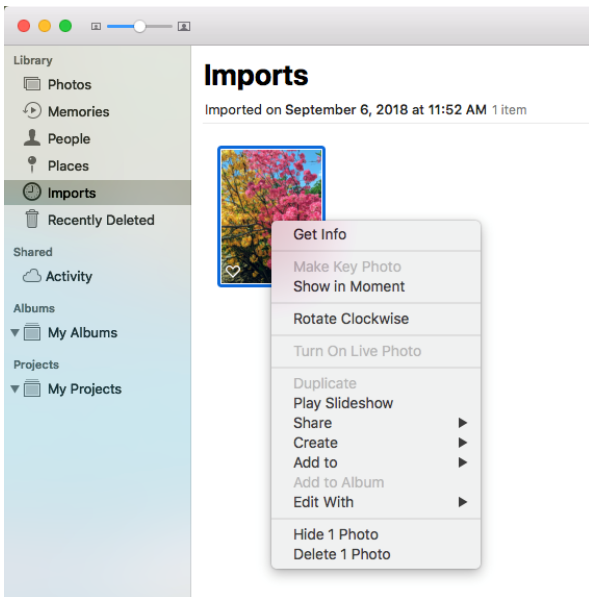 Library
Photos
Memories
People
Places
Imports
Recently Deleted
Shared
Activity
Albums
My Albums
Projects
My Projects
Imports
Imported on September 6, 2018 at 11:52 AM 1 item
Get Info
Make Key Photo
Show in Moment
Rotate Clockwise
Turn On Live Photo
Duplicate
Play Slideshow
Share
Create
Add to
Add to Album
Edit With
Hide 1 Photo
Delete 1 Photo